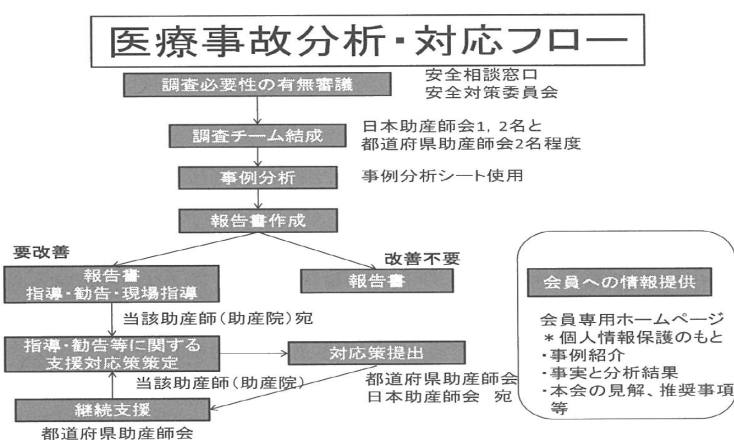 医療事故分析・対応フロー
調査必要性の有無審議
安全相談窓口
安全対策委員会
調査チーム結成
日本助産師会1, 2名と
都道府県助産師会2名程度
事例分析
事例分析シート使用
報告書作成
要改善
改善不要
報告書
指導・勧告・現場指導
報告書
当該助産師(助産院)宛
指導・勧告等に関する
支援対応策策定
対応策提出
当該助産師(助産院)
都道府県助産師会
日本助産師会 宛
継続支援
都道府県助産師会
会員への情報提供
会員専用ホームページ
*個人情報保護のもと
・事例紹介
・事実と分析結果
・本会の見解、推奨事項
等